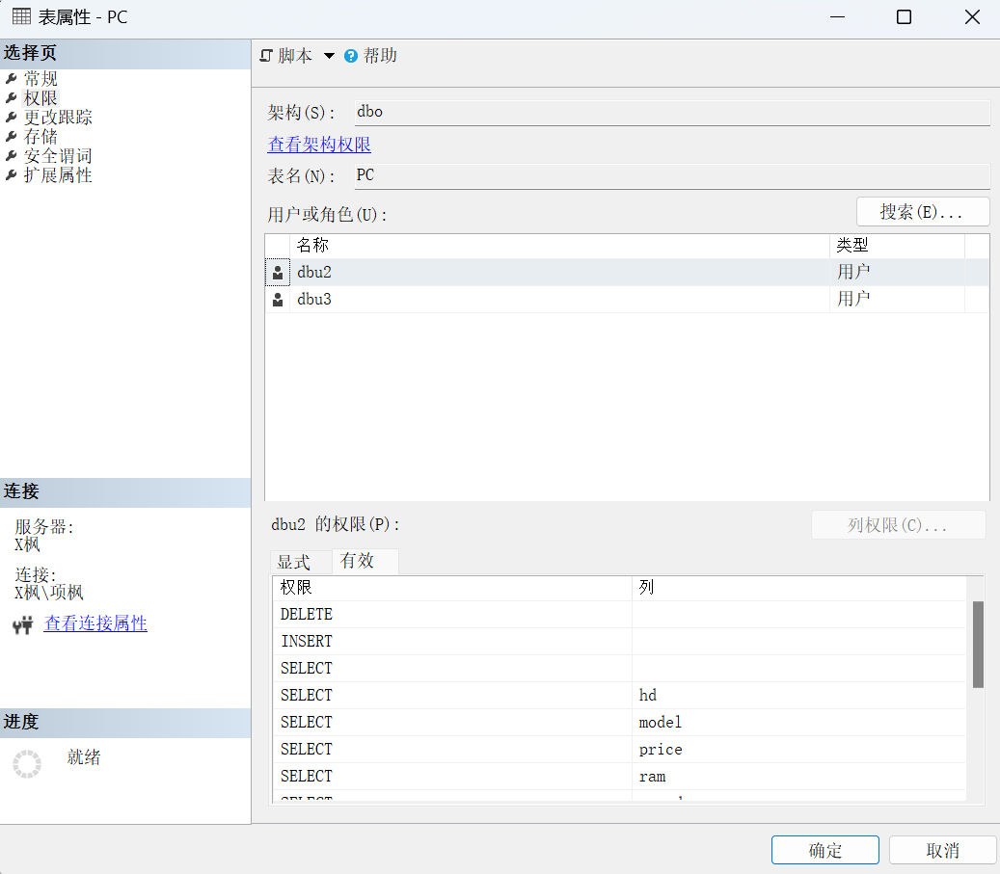 表属性 - PC
选择页
常规
权限
更改跟踪
存储
安全谓词
扩展属性
脚本 帮助
架构(S): dbo
查看架构权限
表名(N): PC
用户或角色(U):
搜索(E)...
名称 类型
dbu2 用户
dbu3 用户
连接
服务器:
X枫
连接:
X枫\项枫
查看连接属性
进度
就绪
dbu2 的权限(P):
列权限(C)...
显式 有效
权限 列
DELETE
INSERT
SELECT
SELECT hd
SELECT model
SELECT price
SELECT ram
SELECT
确定 取消